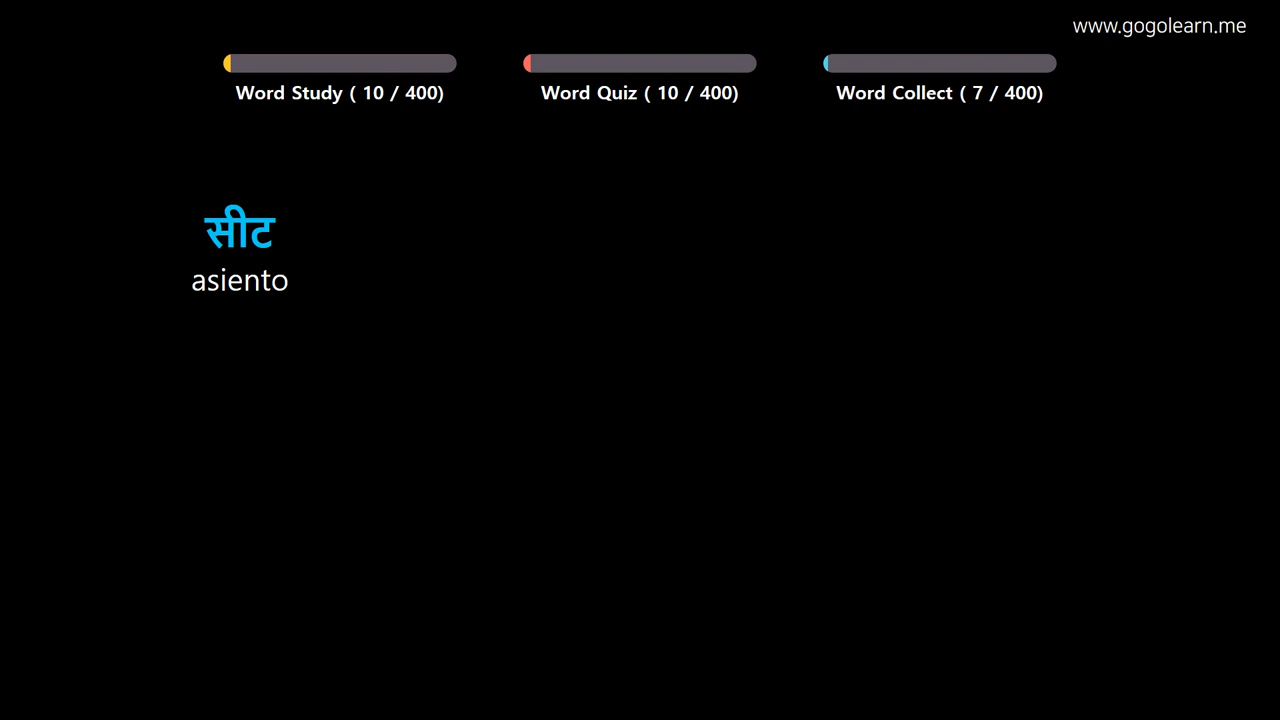 www.gogolearn.me
Word Study ( 10 / 400)
Word Quiz ( 10 / 400)
Word Collect ( 7 / 400)
सीट
asiento